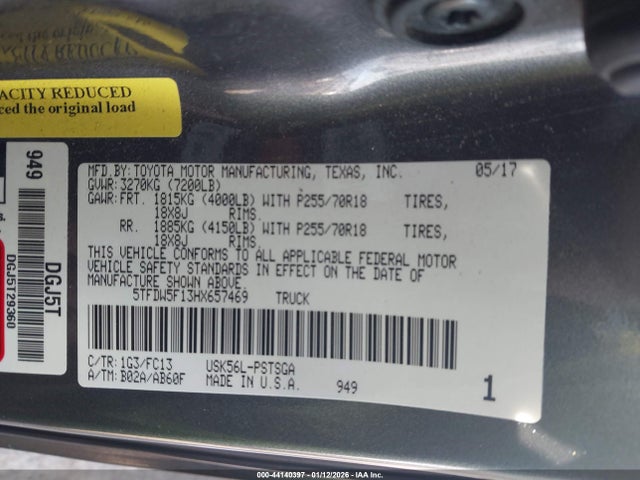 ACITY REDUCED
ced the original load
949
s.
DGJ5T29360
DGJ5T
MFD.BY:TOYOTA MOTOR MANUFACTURING, TEXAS, INC. 05/17
GVWR: 3270KG (7200LB)
GAWR: FRT. 1815KG (4000LB) WITH P255/70R18 TIRES,
18X8J RIMS.
RR. 1885KG (4150LB) WITH P255/70R18 TIRES,
18X8J RIMS.
THIS VEHICLE CONFORMS TO ALL APPLICABLE FEDERAL MOTOR
VEHICLE SAFETY STANDARDS IN EFFECT ON THE DATE OF
MANUFACTURE SHOWN ABOVE.
5TFDW5F13HX657469 TRUCK
C/TR: 1G3/FC13 USK56L-PSTSGA
A/TM: B02A/AB60F MADE IN U.S.A. 949
1
000-44140397 - 01/12/2026 - IAA Inc.